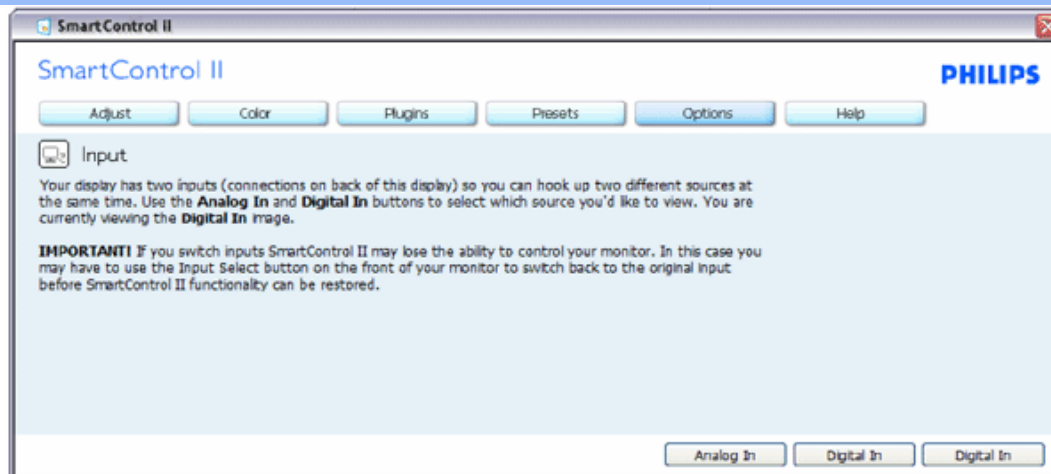 SmartControl II
SmartControl II
PHILIPS
Adjust Color Plugins Presets Options Help
Input
Your display has two inputs (connections on back of this display) so you can hook up two different sources at
the same time. Use the Analog In and Digital In buttons to select which source you'd like to view. You are
currently viewing the Digital In image.
IMPORTANT! If you switch inputs SmartControl II may lose the ability to control your monitor. In this case you
may have to use the Input Select button on the front of your monitor to switch back to the original input
before SmartControl II functionality can be restored.
Analog In Digital In Digital In